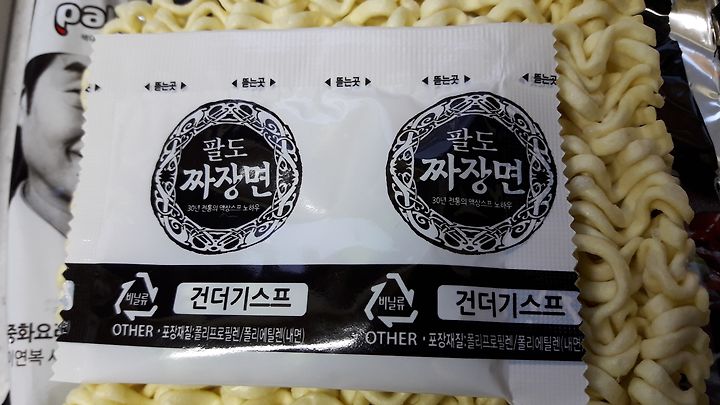 pal
◀ 뜯는곳 ▶ ◀ 뜯는곳 ▶ ◀ 뜯는곳 ▶ ◀ 뜯는곳 ▶ ◀ 뜯는
팔도
짜장면
30년 전통의 액상스프 노하우
팔도
짜장면
30년 전통의 액상스프 노하우
비닐류 건더기스프
OTHER · 포장재질:폴리프로필렌/폴리에틸렌(내면)
비닐류 건더기스프
OTHER · 포장재질:폴리프로필렌/폴리에틸렌(내면)
중화요
이연복 사